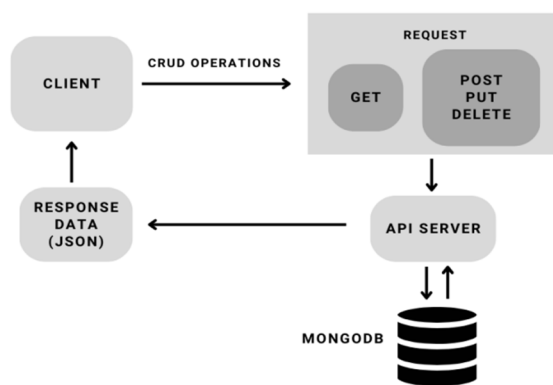 REQUEST
CRUD OPERATIONS
CLIENT
GET
POST
PUT
DELETE
RESPONSE
DATA
(JSON)
API SERVER
MONGODB